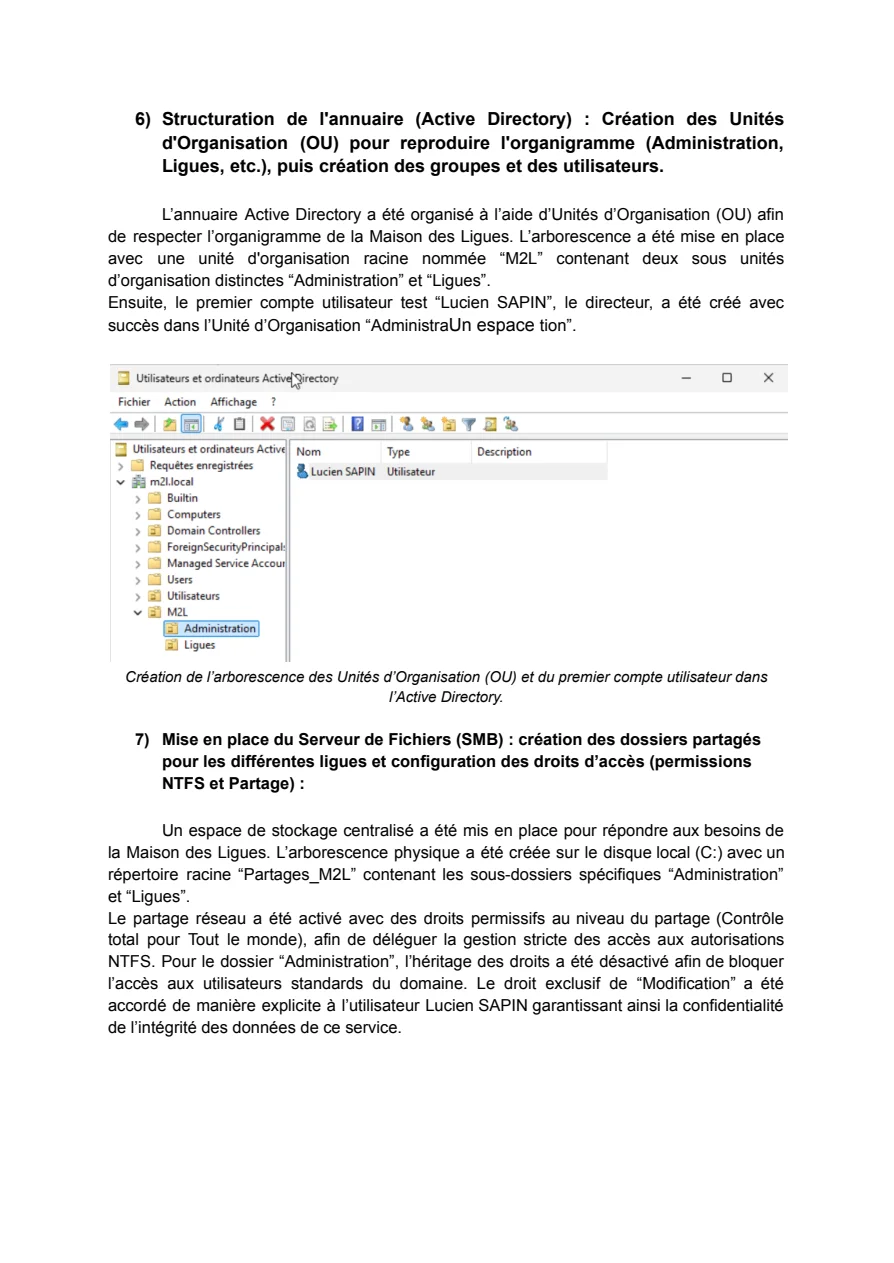 6) Structuration de l'annuaire (Active Directory) : Création des Unités
d'Organisation (OU) pour reproduire l'organigramme (Administration,
Ligues, etc.), puis création des groupes et des utilisateurs.
L’annuaire Active Directory a été organisé à l’aide d’Unités d’Organisation (OU) afin
de respecter l’organigramme de la Maison des Ligues. L’arborescence a été mise en place
avec une unité d'organisation racine nommée “M2L” contenant deux sous unités
d’organisation distinctes “Administration” et “Ligues”.
Ensuite, le premier compte utilisateur test “Lucien SAPIN”, le directeur, a été créé avec
succès dans l’Unité d’Organisation “AdministraUn espace tion”.
Utilisateurs et ordinateurs Active Directory
Fichier Action Affichage ?
Utilisateurs et ordinateurs Active
Requêtes enregistrées
m2l.local
Builtin
Computers
Domain Controllers
ForeignSecurityPrincipals
Managed Service Accour
Users
Utilisateurs
M2L
Administration
Ligues
Nom Type Description
Lucien SAPIN Utilisateur
Création de l’arborescence des Unités d’Organisation (OU) et du premier compte utilisateur dans
l’Active Directory.
7) Mise en place du Serveur de Fichiers (SMB) : création des dossiers partagés
pour les différentes ligues et configuration des droits d’accès (permissions
NTFS et Partage) :
Un espace de stockage centralisé a été mis en place pour répondre aux besoins de
la Maison des Ligues. L’arborescence physique a été créée sur le disque local (C:) avec un
répertoire racine “Partages_M2L” contenant les sous-dossiers spécifiques “Administration”
et “Ligues”.
Le partage réseau a été activé avec des droits permissifs au niveau du partage (Contrôle
total pour Tout le monde), afin de déléguer la gestion stricte des accès aux autorisations
NTFS. Pour le dossier “Administration”, l’héritage des droits a été désactivé afin de bloquer
l’accès aux utilisateurs standards du domaine. Le droit exclusif de “Modification” a été
accordé de manière explicite à l’utilisateur Lucien SAPIN garantissant ainsi la confidentialité
de l’intégrité des données de ce service.